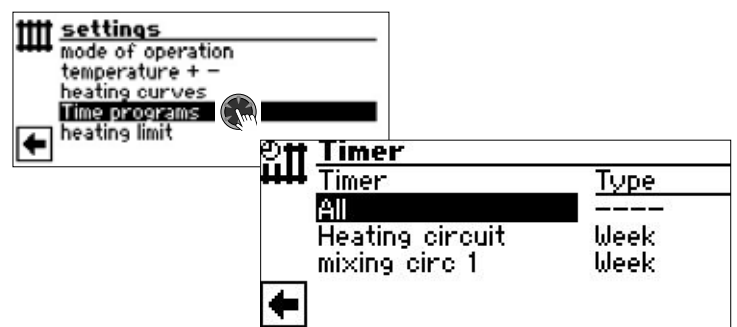 settings
mode of operation
temperature + −
heating curves
Time programs
heating limit
Timer
Timer Type
All ----
Heating circuit Week
mixing circ 1 Week